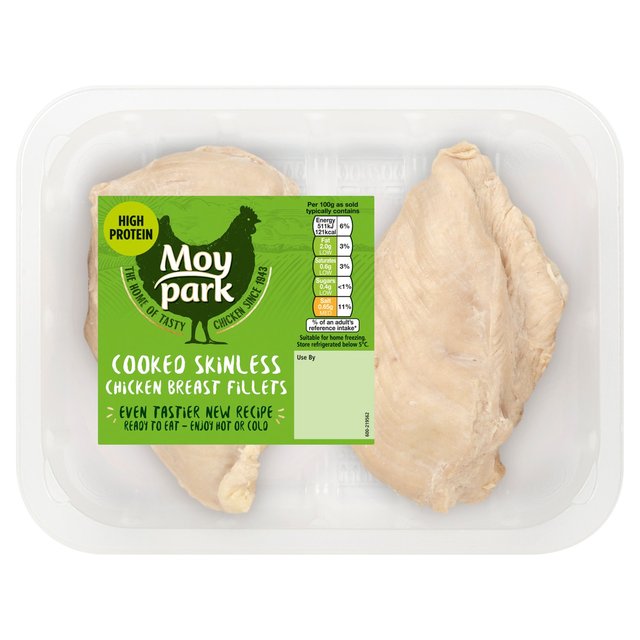 HIGH
PROTEIN
Moy
park
THE HOME OF TASTY
CHICKEN SINCE 1943
COOKED SKINLESS
CHICKEN BREAST FILLETS
EVEN TASTIER NEW RECIPE
READY TO EAT – ENJOY HOT OR COLD
Per 100g as sold
typically contains
Energy
511kJ
121kcal
6%
Fat
2.0g
LOW
3%
Saturates
0.6g
LOW
3%
Sugars
0.4g
LOW
<1%
Salt
0.65g
MED
11%
% of an adult's
reference intake*
Suitable for home freezing.
Store refrigerated below 5°C.
Use By
600-219562